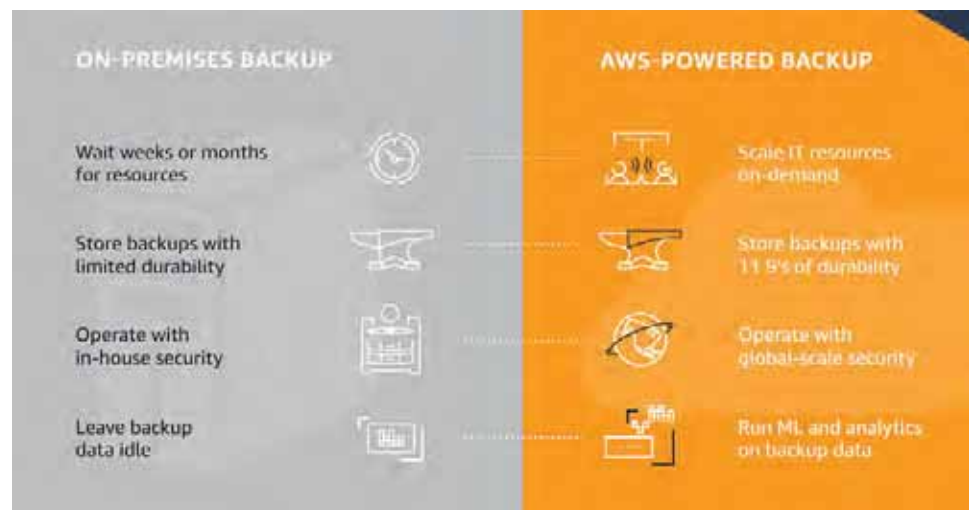 ON-PREMISES BACKUP
AWS-POWERED BACKUP
Wait weeks or months
for resources
Scale IT resources
on-demand
Store backups with
limited durability
Store backups with
11 9's of durability
Operate with
in-house security
Operate with
global-scale security
Leave backup
data idle
Run ML and analytics
on backup data